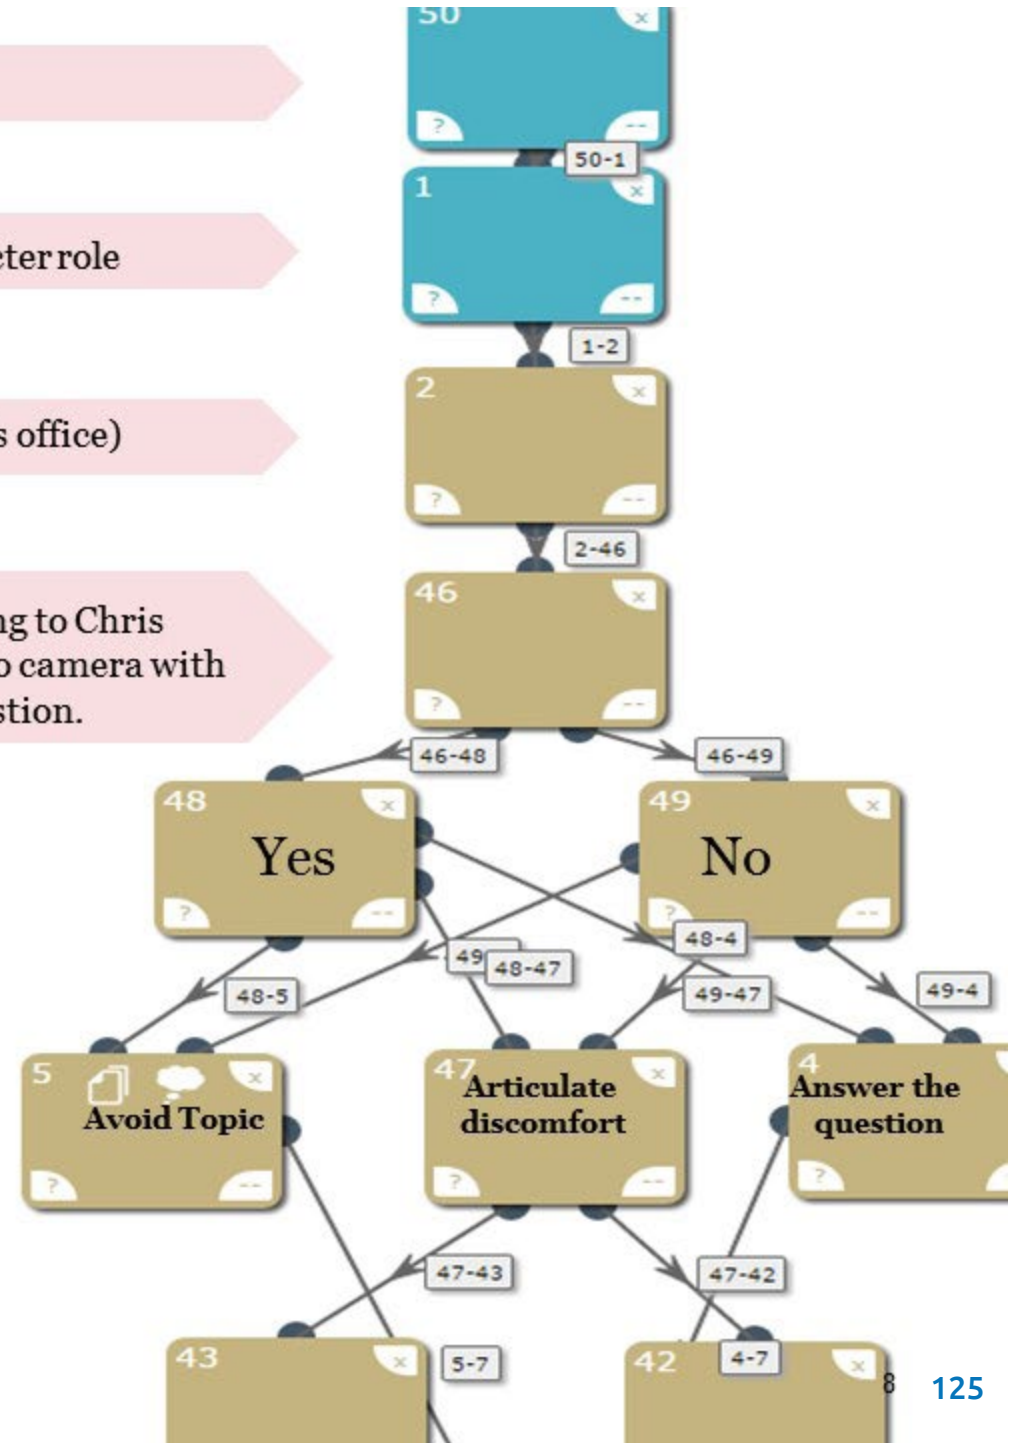 50
x
?
--
50-1
1
x
cter role
?
--
1-2
2
x
s office)
?
--
2-46
46
x
ng to Chris
o camera with
stion.
?
--
46-48
46-49
48
x
49
x
Yes
No
?
--
?
--
48-4
49
48-47
48-5
49-47
49-4
5
x
47
x
4
Avoid Topic
Articulate
discomfort
Answer the
question
?
--
?
--
?
47-43
47-42
43
x
5-7
42
4-7
x
8
125